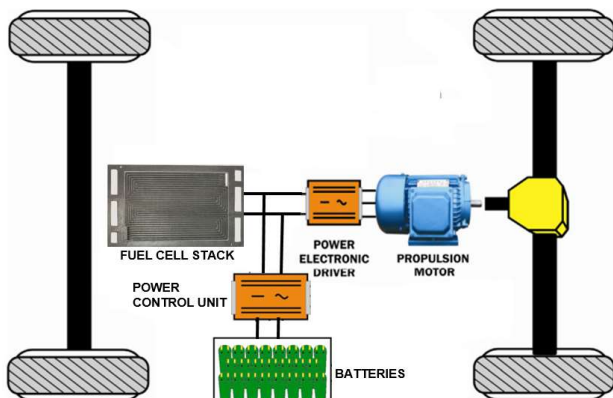 FUEL CELL STACK
POWER
ELECTRONIC
DRIVER
PROPULSION
MOTOR
POWER
CONTROL UNIT
BATTERIES